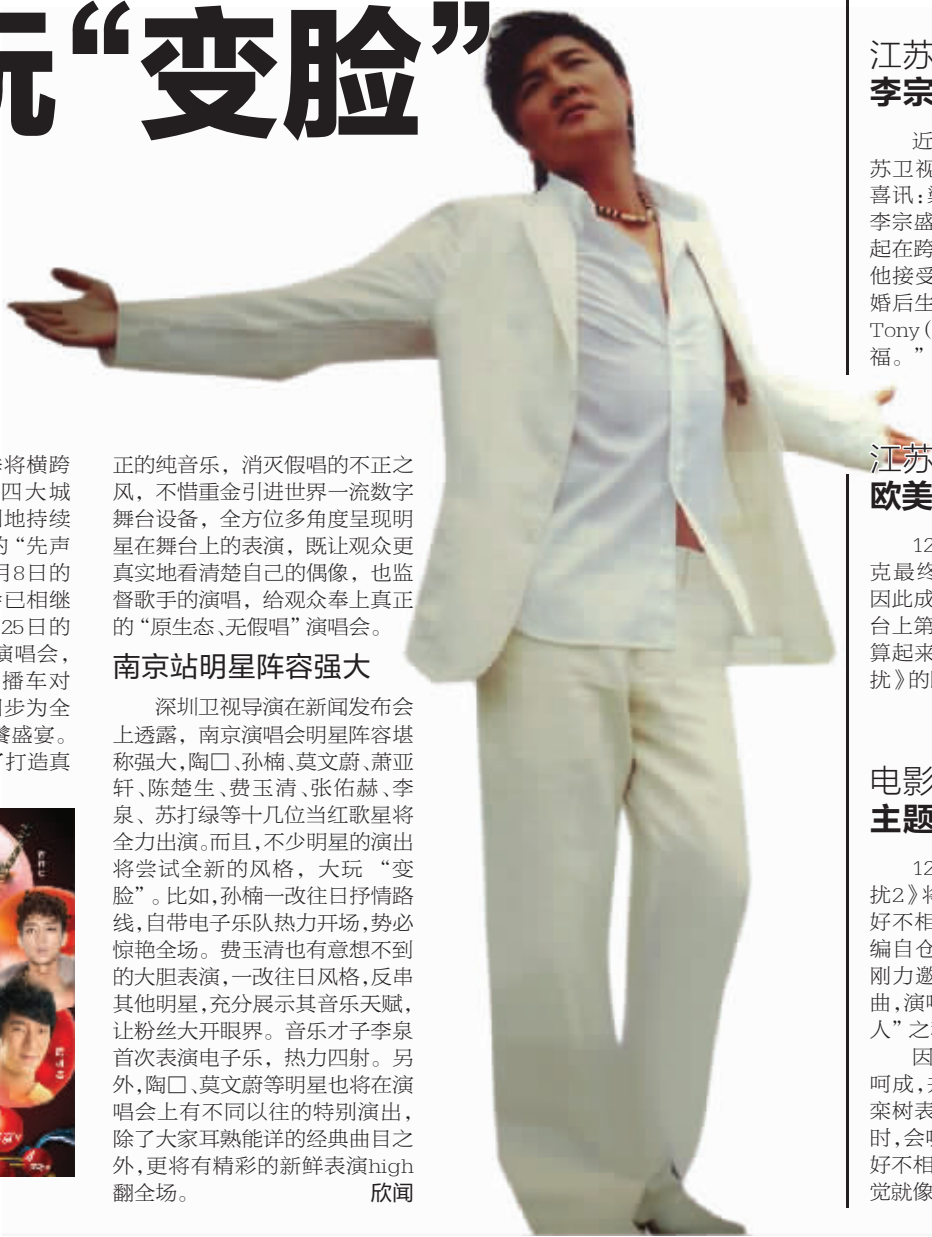 玩“变脸”
将横跨
四大城
地持续
“先声
月8日的
已相继
25日的
演唱会，
播车对
步为全
盛宴。
打造真
正的纯音乐，消灭假唱的不正之
风，不惜重金引进世界一流数字
舞台设备，全方位多角度呈现明
星在舞台上的表演，既让观众更
真实地看清楚自己的偶像，也监
督歌手的演唱，给观众奉上真正
的“原生态、无假唱”演唱会。
南京站明星阵容强大
深圳卫视导演在新闻发布会
上透露，南京演唱会明星阵容堪
称强大，陶□、孙楠、莫文蔚、萧亚
轩、陈楚生、费玉清、张佑赫、李
泉、苏打绿等十几位当红歌星将
全力出演。而且，不少明星的演出
将尝试全新的风格，大玩“变
脸”。比如，孙楠一改往日抒情路
线，自带电子乐队热力开场，势必
惊艳全场。费玉清也有意想不到
的大胆表演，一改往日风格，反串
其他明星，充分展示其音乐天赋，
让粉丝大开眼界。音乐才子李泉
首次表演电子乐，热力四射。另
外，陶□、莫文蔚等明星也将在演
唱会上有不同以往的特别演出，
除了大家耳熟能详的经典曲目之
外，更将有精彩的新鲜表演high
翻全场。 欣闻
江苏
李宗
近
苏卫视
喜讯：
李宗盛
起在跨
他接受
婚后生
Tony（
福。”
江苏
欧美
12
克最终
因此成
台上第
算起来
扰》的
电影
主题
12
扰2》将
好不相
编自仓
刚力邀
曲，演唱
人”之
因
呵成，
栾树表
时，会
好不相
觉就像